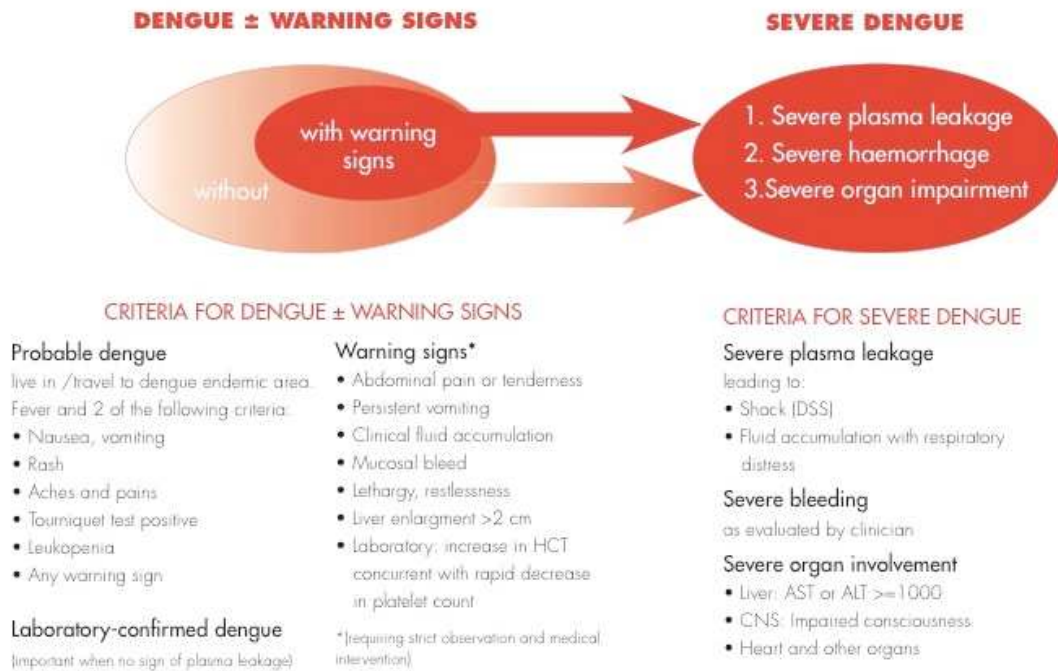 DENGUE ± WARNING SIGNS
SEVERE DENGUE
with warning
signs
without
1. Severe plasma leakage
2. Severe haemorrhage
3.Severe organ impairment
CRITERIA FOR DENGUE ± WARNING SIGNS
Probable dengue
live in /travel to dengue endemic area.
Fever and 2 of the following criteria:
• Nausea, vomiting
• Rash
• Aches and pains
• Tourniquet test positive
• Leukopenia
• Any warning sign
Laboratory-confirmed dengue
(important when no sign of plasma leakage)
Warning signs*
• Abdominal pain or tenderness
• Persistent vomiting
• Clinical fluid accumulation
• Mucosal bleed
• Lethargy, restlessness
• Liver enlargment >2 cm
• Laboratory: increase in HCT
concurrent with rapid decrease
in platelet count
*(requiring strict observation and medical
intervention)
CRITERIA FOR SEVERE DENGUE
Severe plasma leakage
leading to:
• Shock (DSS)
• Fluid accumulation with respiratory
distress
Severe bleeding
as evaluated by clinician
Severe organ involvement
• Liver: AST or ALT >=1000
• CNS: Impaired consciousness
• Heart and other organs